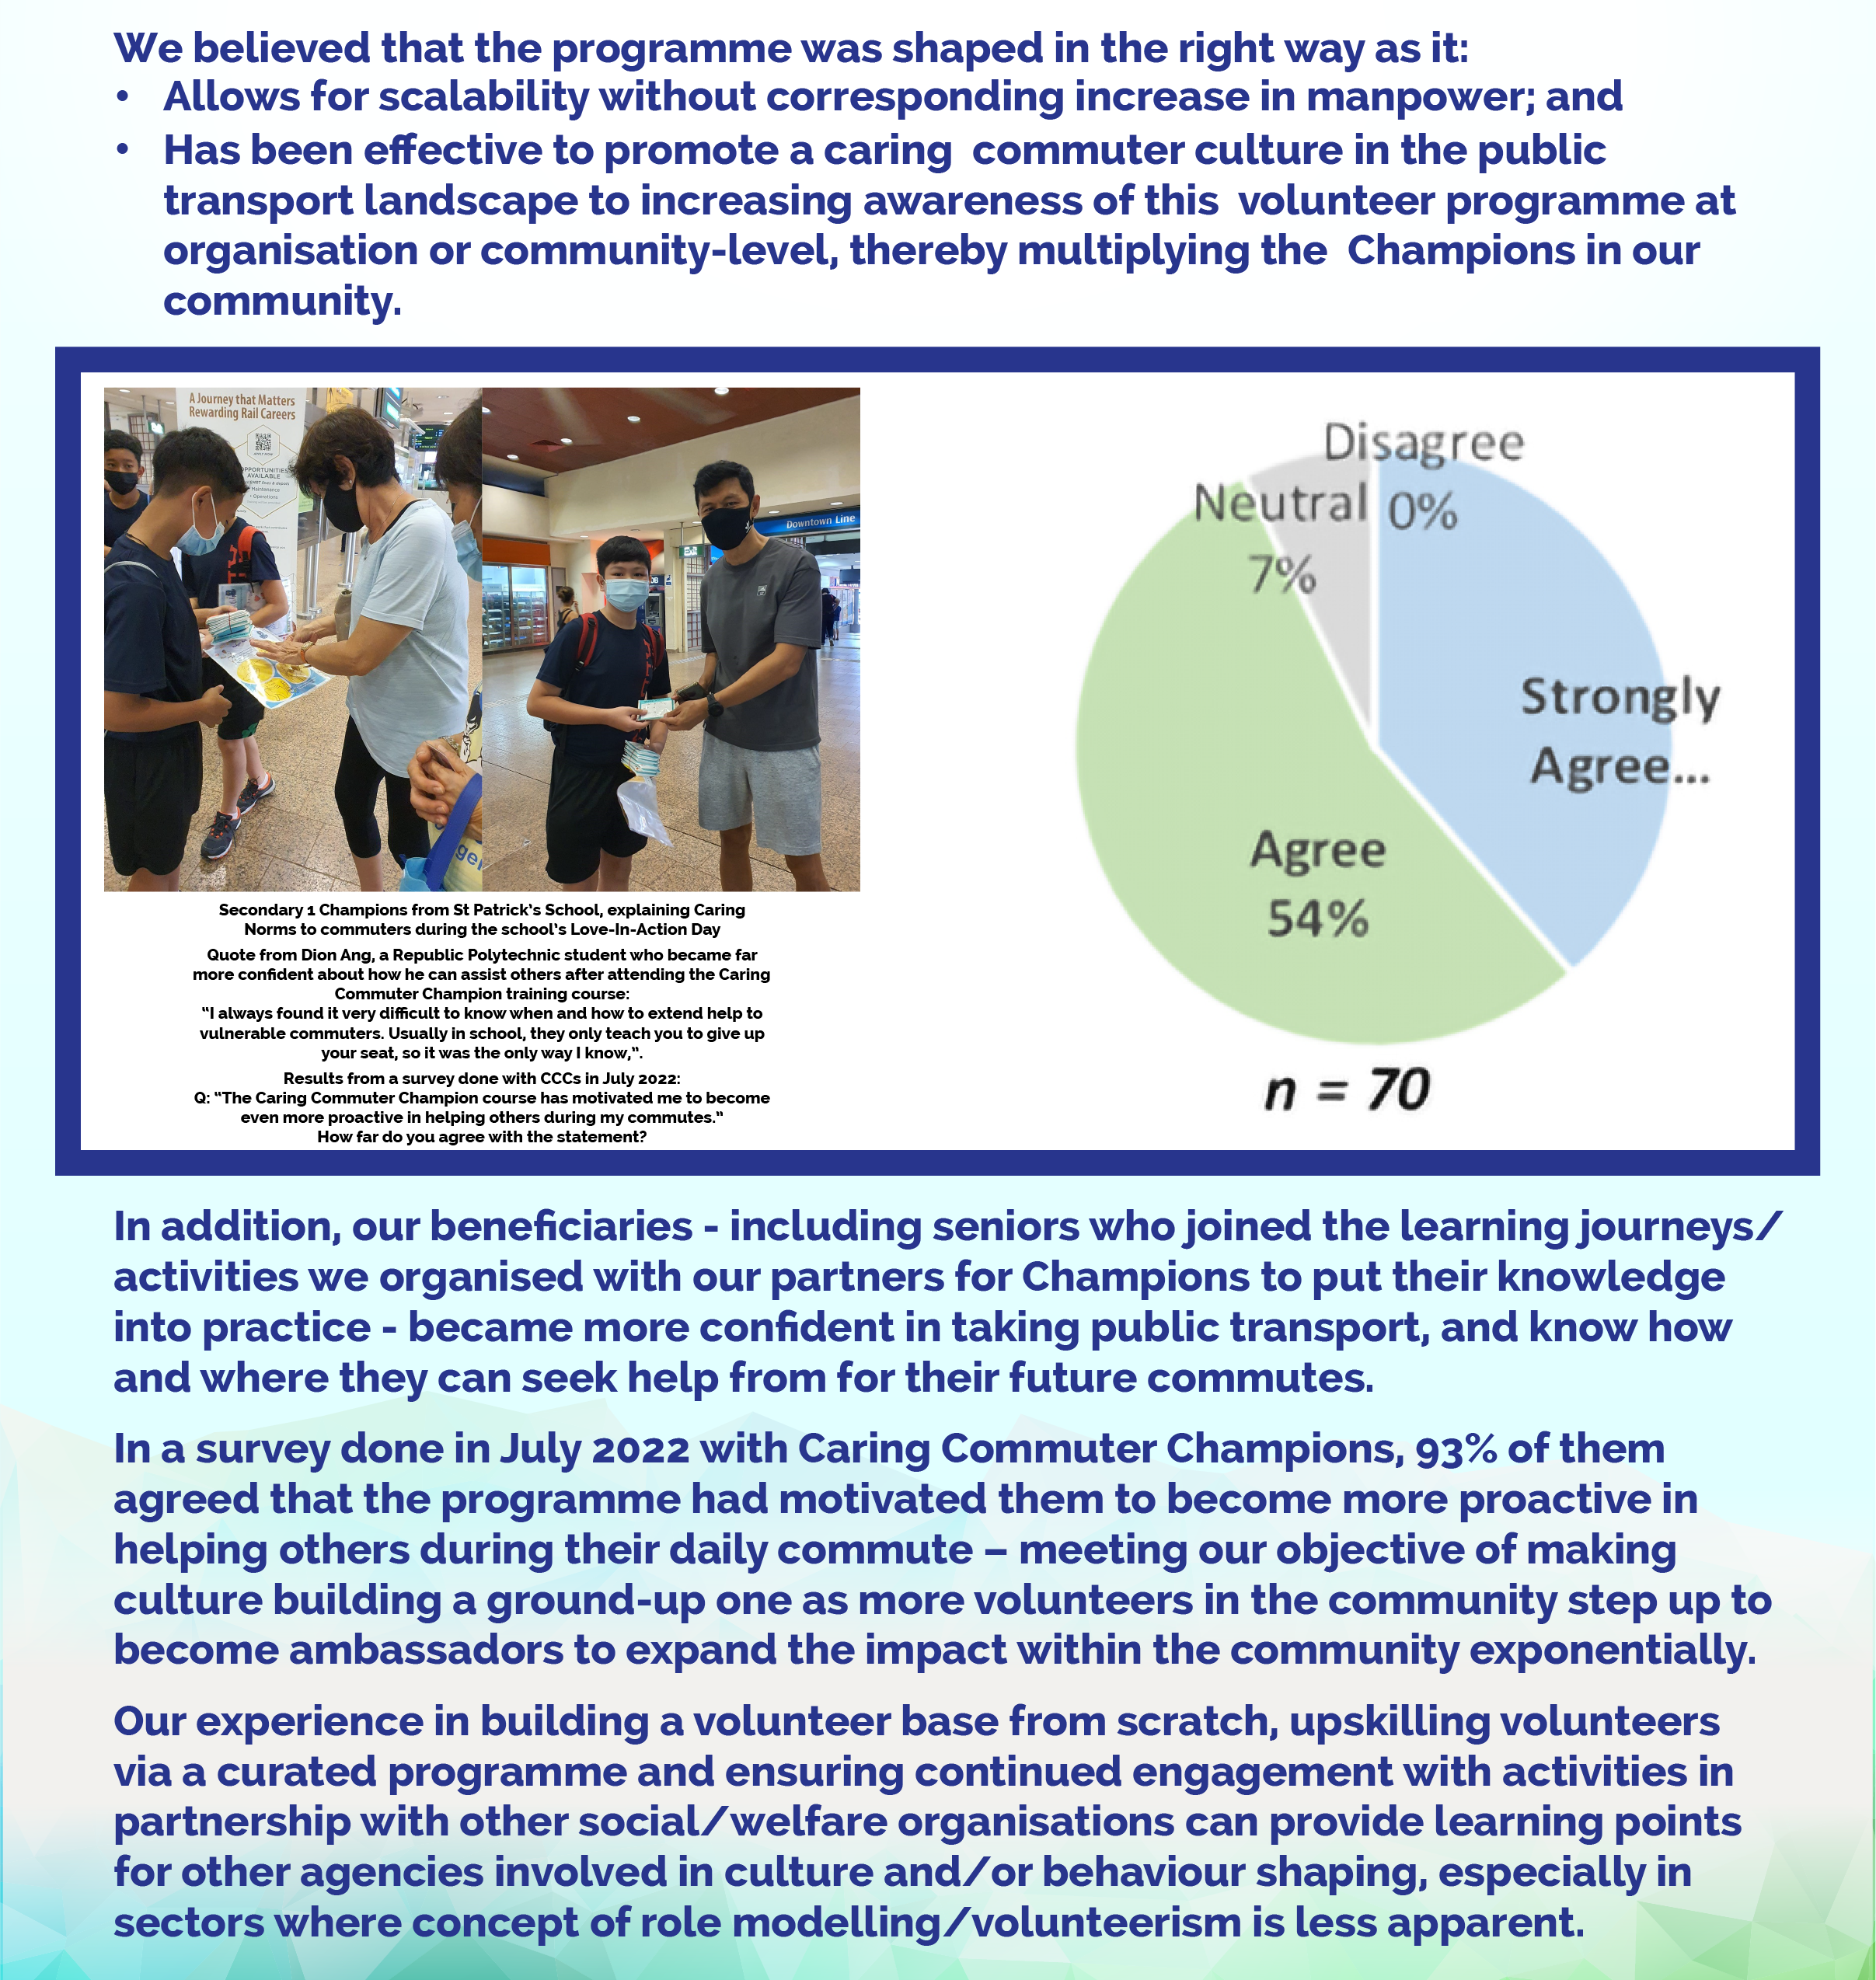 We believed that the programme was shaped in the right way as it:
• Allows for scalability without corresponding increase in manpower; and
• Has been effective to promote a caring commuter culture in the public
transport landscape to increasing awareness of this volunteer programme at
organisation or community-level, thereby multiplying the Champions in our
community.
A Journey that Matters
Rewarding Rail Careers
OPPORTUNITIES
AVAILABLE
Downtown Line
Secondary 1 Champions from St Patrick's School, explaining Caring
Norms to commuters during the school's Love-In-Action Day
Quote from Dion Ang, a Republic Polytechnic student who became far
more confident about how he can assist others after attending the Caring
Commuter Champion training course:
“I always found it very difficult to know when and how to extend help to
vulnerable commuters. Usually in school, they only teach you to give up
your seat, so it was the only way I know,”.
Results from a survey done with CCCs in July 2022:
Q: “The Caring Commuter Champion course has motivated me to become
even more proactive in helping others during my commutes.”
How far do you agree with the statement?
Disagree
0%
Neutral
7%
Strongly
Agree...
Agree
54%
n = 70
In addition, our beneficiaries - including seniors who joined the learning journeys/
activities we organised with our partners for Champions to put their knowledge
into practice - became more confident in taking public transport, and know how
and where they can seek help from for their future commutes.
In a survey done in July 2022 with Caring Commuter Champions, 93% of them
agreed that the programme had motivated them to become more proactive in
helping others during their daily commute – meeting our objective of making
culture building a ground-up one as more volunteers in the community step up to
become ambassadors to expand the impact within the community exponentially.
Our experience in building a volunteer base from scratch, upskilling volunteers
via a curated programme and ensuring continued engagement with activities in
partnership with other social/welfare organisations can provide learning points
for other agencies involved in culture and/or behaviour shaping, especially in
sectors where concept of role modelling/volunteerism is less apparent.